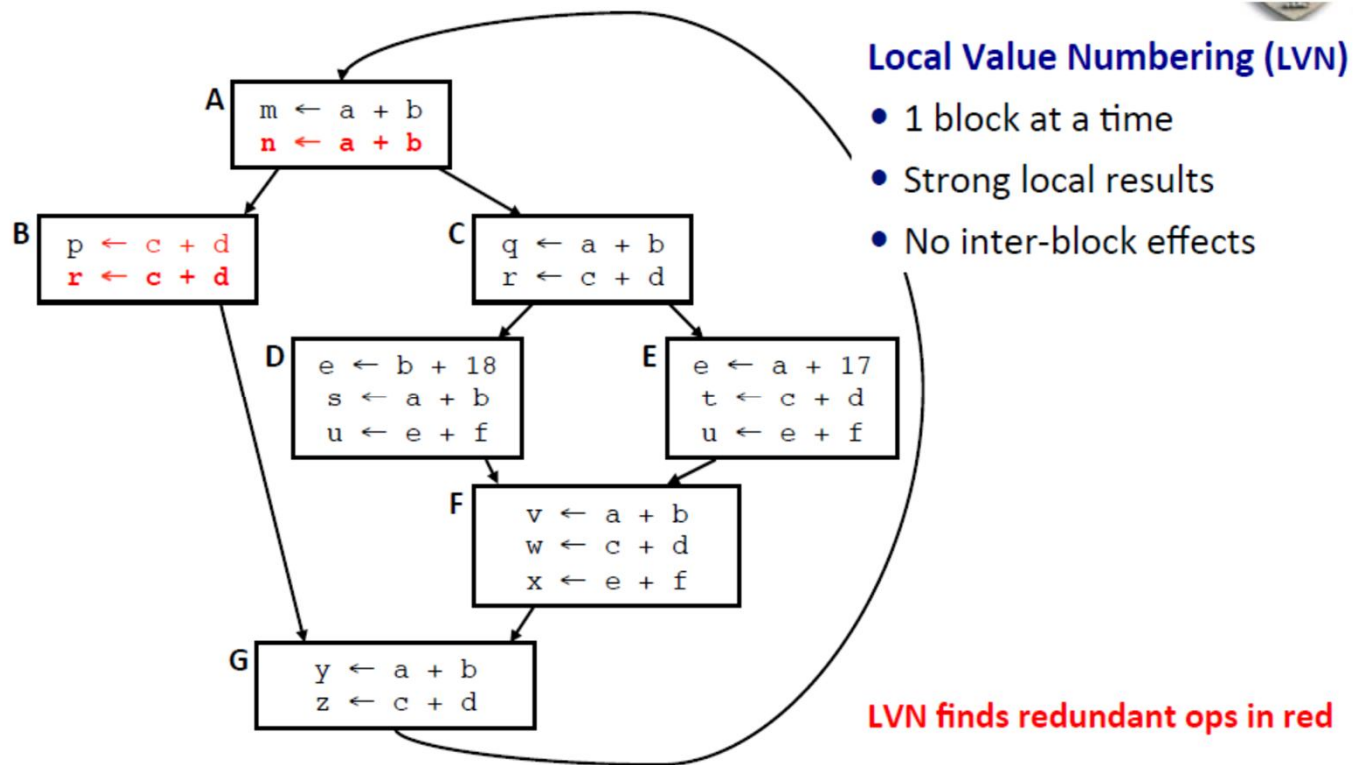 Local Value Numbering (LVN)
• 1 block at a time
• Strong local results
• No inter-block effects
A
m ← a + b
n ← a + b
B
p ← c + d
r ← c + d
C
q ← a + b
r ← c + d
D
e ← b + 18
s ← a + b
u ← e + f
E
e ← a + 17
t ← c + d
u ← e + f
F
v ← a + b
w ← c + d
x ← e + f
G
y ← a + b
z ← c + d
LVN finds redundant ops in red